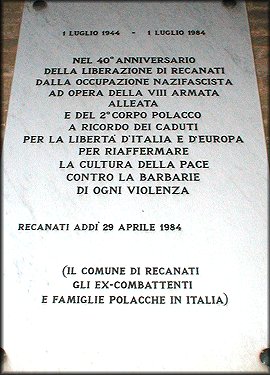 1 LUGLIO 1944 - 1 LUGLIO 1984
NEL 40° ANNIVERSARIO
DELLA LIBERAZIONE DI RECANATI
DALLA OCCUPAZIONE NAZIFASCISTA
AD OPERA DELLA VIII ARMATA
ALLEATA
E DEL 2° CORPO POLACCO
A RICORDO DEI CADUTI
PER LA LIBERTA' D'ITALIA E D'EUROPA
PER RIAFFERMARE
LA CULTURA DELLA PACE
CONTRO LA BARBARIE
DI OGNI VIOLENZA
RECANATI ADDI' 29 APRILE 1984
(IL COMUNE DI RECANATI
GLI EX-COMBATTENTI
E FAMIGLIE POLACCHE IN ITALIA)